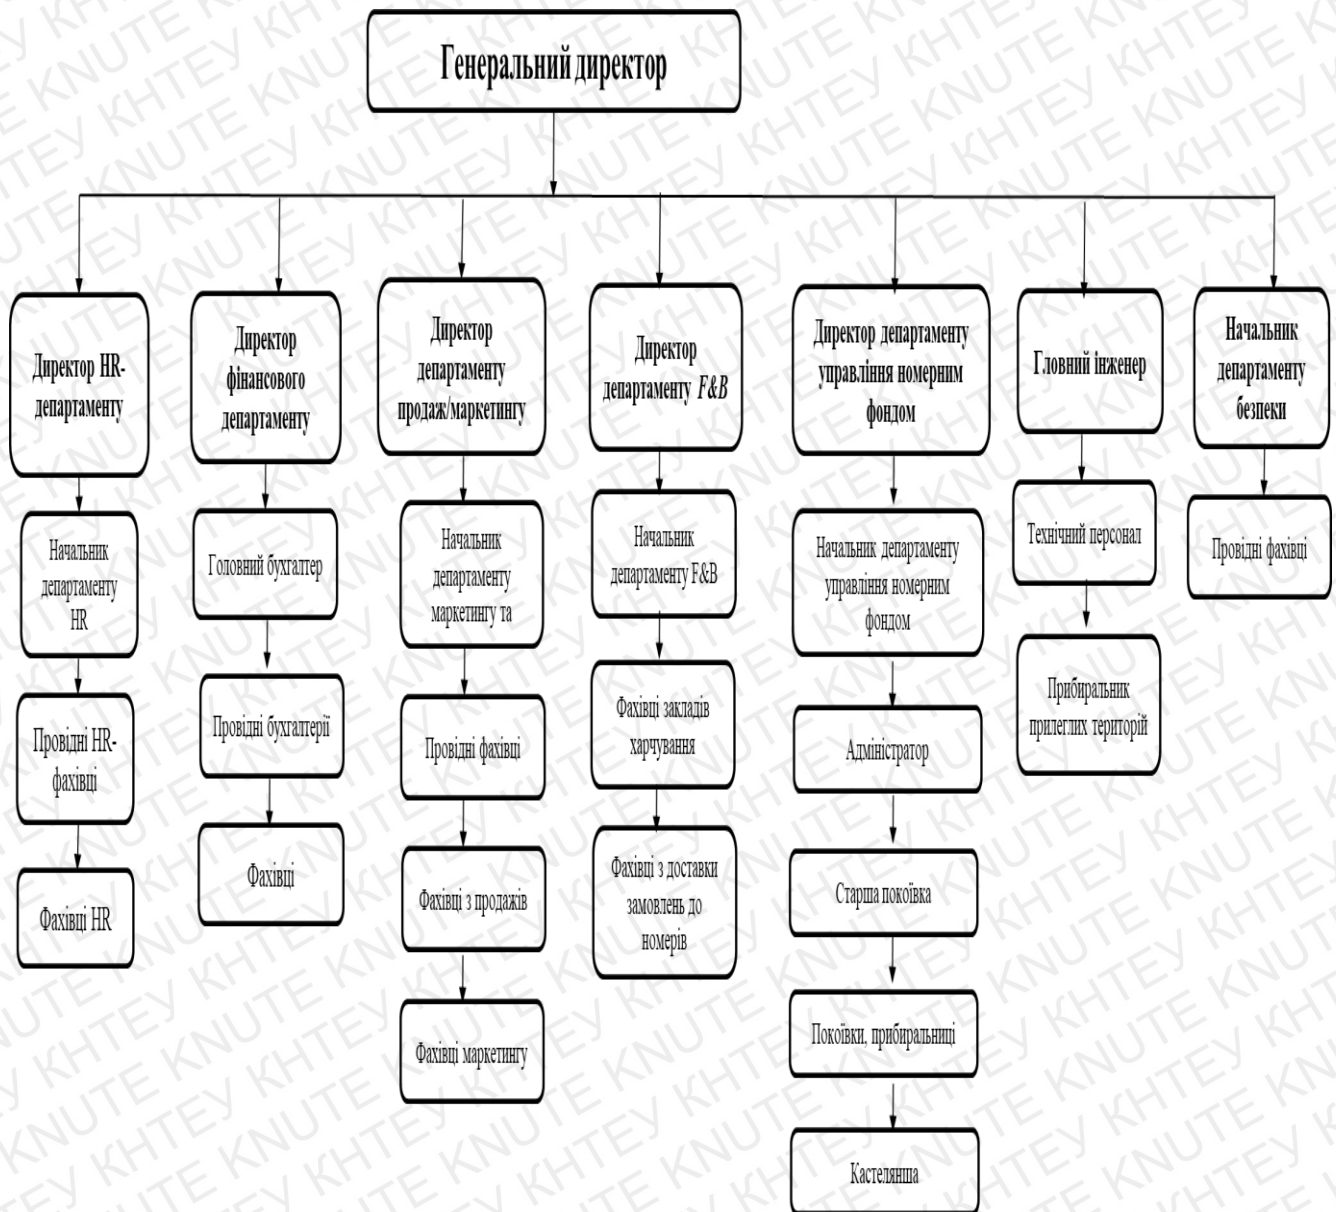 Генеральний директор
Директор HR-
департаменту
Начальник
департаменту
HR
Провідні HR-
фахівці
Фахівці HR
Директор
фінансового
департаменту
Головний бухгалтер
Провідні бухгалтерії
Фахівці
Директор
департаменту
продаж/маркетингу
Начальник
департаменту
маркетингу та
Провідні фахівці
Фахівці з продажів
Фахівці маркетингу
Директор
департаменту F&B
Начальник
департаменту F&B
Фахівці закладів
харчування
Фахівці з доставки
замовлень до
номерів
Директор департаменту
управління номерним
фондом
Начальник департаменту
управління номерним
фондом
Адміністратор
Старша покоївка
Покоївки, прибиральниці
Кастелянша
Гловний інженер
Технічний персонал
Прибиральник
прилеглих територій
Начальник
департаменту
безпеки
Провідні фахівці
KNUTE КНТЕУ